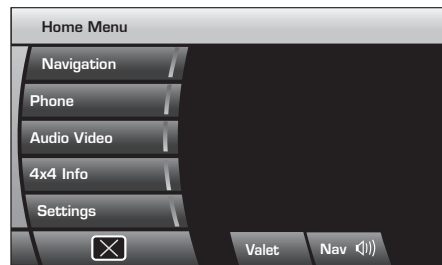 Home Menu
Navigation
Phone
Audio Video
4x4 Info
Settings
Valet Nav